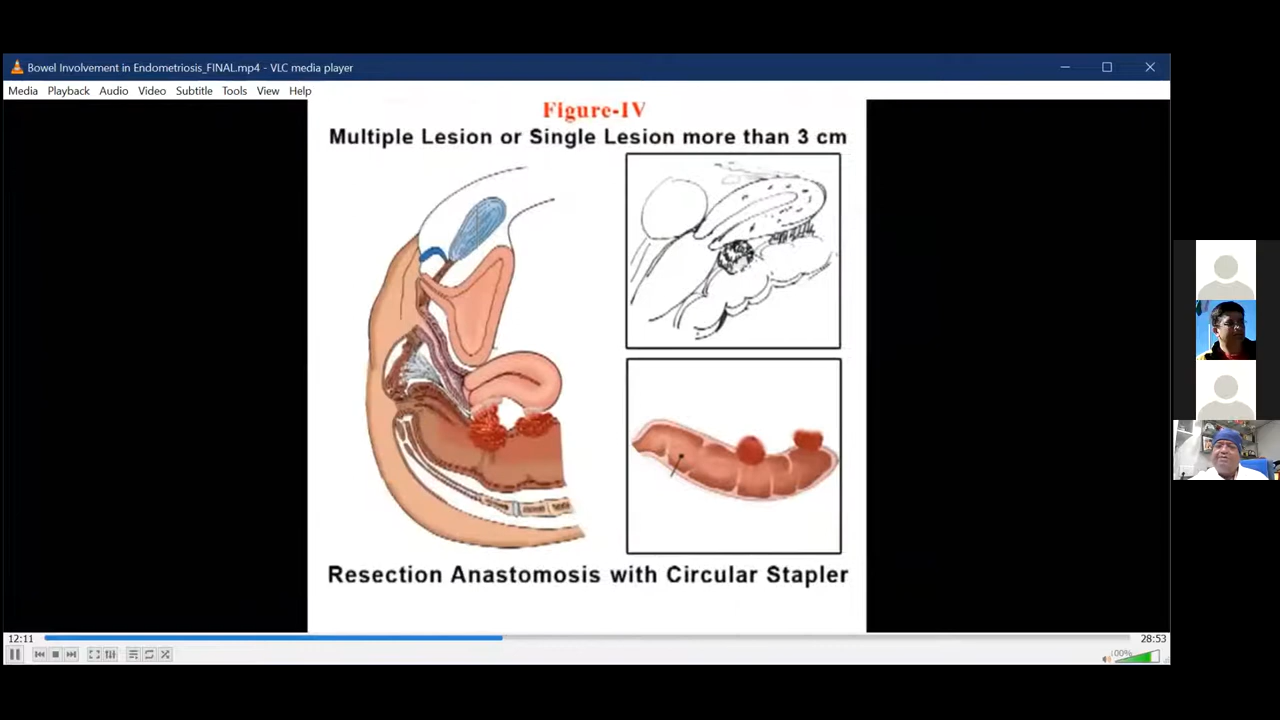 Bowel Involvement in Endometriosis_FINAL.mp4 - VLC media player
Media Playback Audio Video Subtitle Tools View Help
Figure-IV
Multiple Lesion or Single Lesion more than 3 cm
Resection Anastomosis with Circular Stapler
12:11
28:53
100%